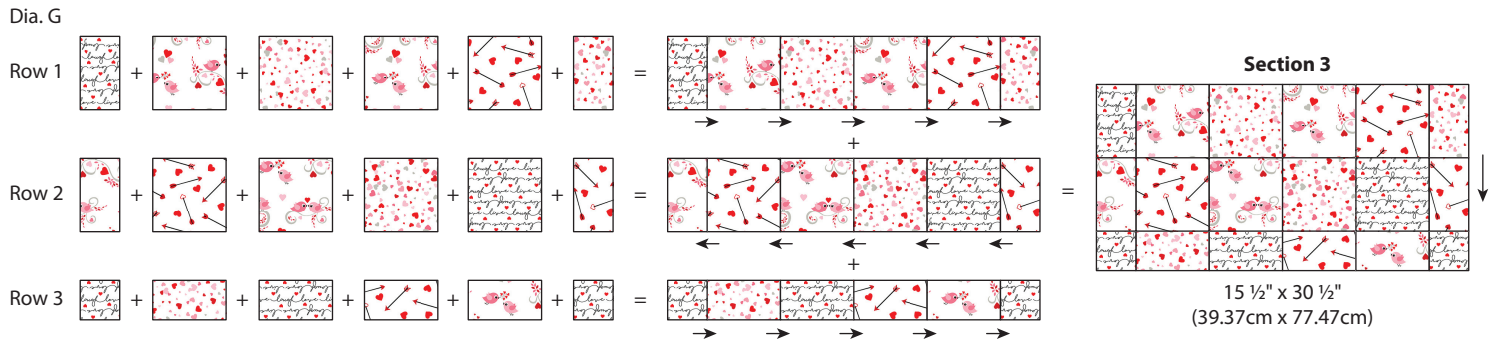 Dia. G
Row 1 + + + + + =
+
Row 2 + + + + + =
+
Row 3 + + + + + =
=
Section 3
15 ½" x 30 ½"
(39.37cm x 77.47cm)